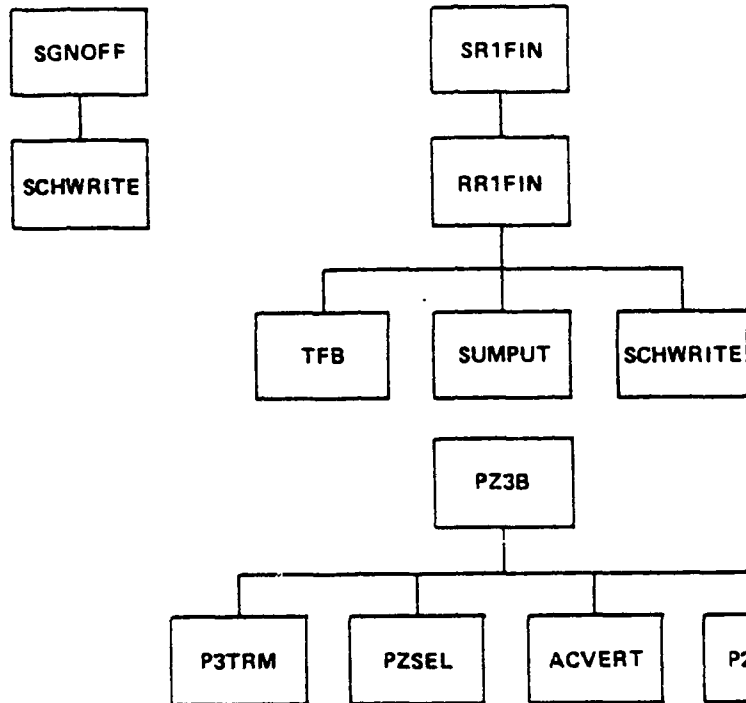 SGNOFF
SR1FIN
SCHWRITE
RR1FIN
TFB
SUMPUT
SCHWRITE
PZ3B
P3TRM
PZSEL
ACVERT